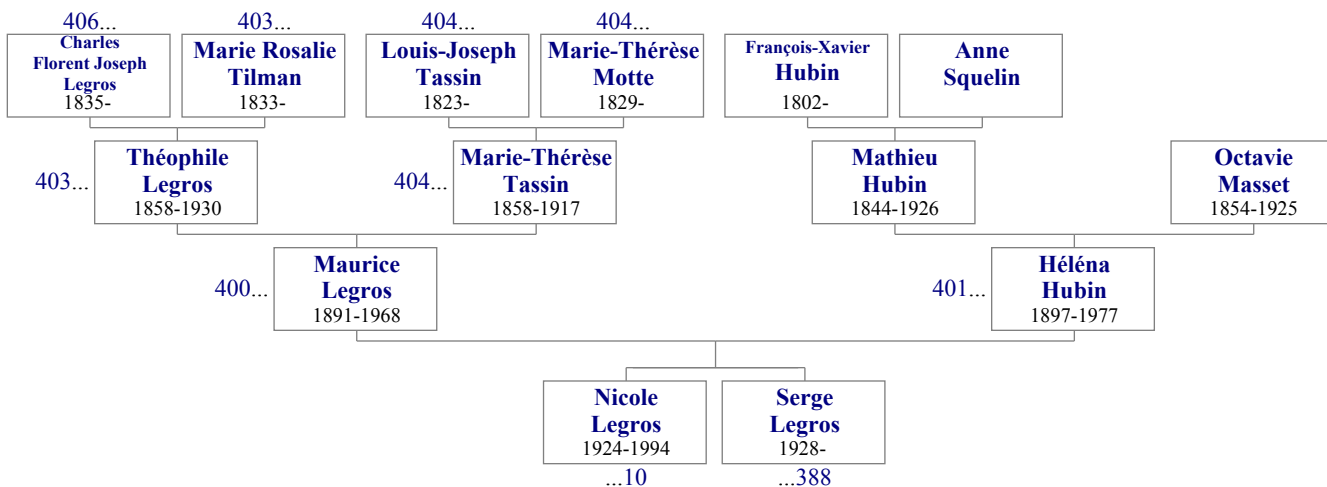 406...
403...
404...
404...
Charles
Florent Joseph
Legros
1835-
Marie Rosalie
Tilman
1833-
Louis-Joseph
Tassin
1823-
Marie-Thérèse
Motte
1829-
François-Xavier
Hubin
1802-
Anne
Squelin
403...
Théophile
Legros
1858-1930
404...
Marie-Thérèse
Tassin
1858-1917
Mathieu
Hubin
1844-1926
Octavie
Masset
1854-1925
400...
Maurice
Legros
1891-1968
401...
Héléna
Hubin
1897-1977
Nicole
Legros
1924-1994
...10
Serge
Legros
1928-
...388